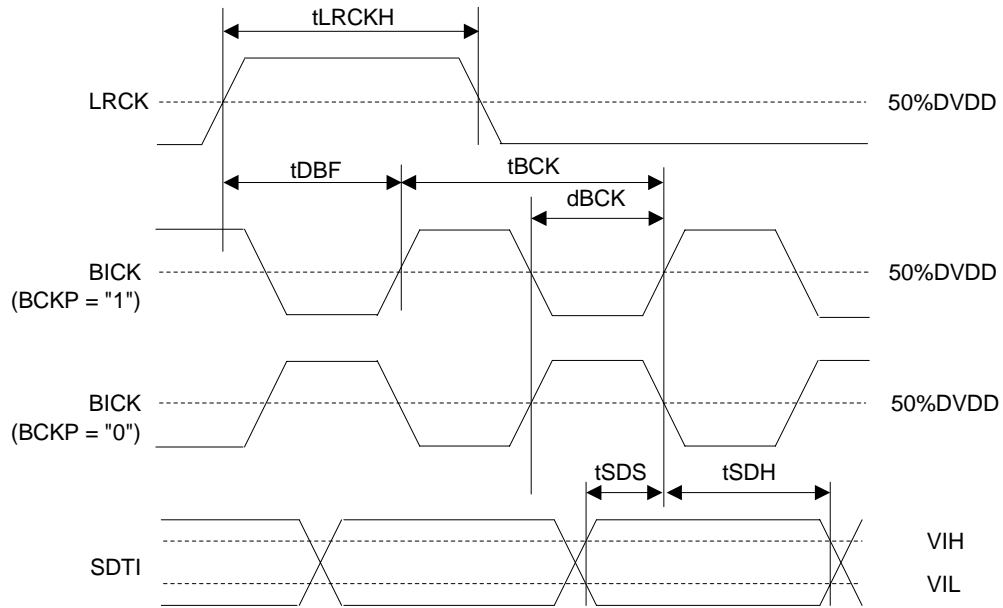 tLRCKH
LRCK
50%DVDD
tDBF
tBCK
dBCK
BICK
(BCKP = "1")
50%DVDD
BICK
(BCKP = "0")
50%DVDD
tSDS
tSDH
SDTI
VIH
VIL